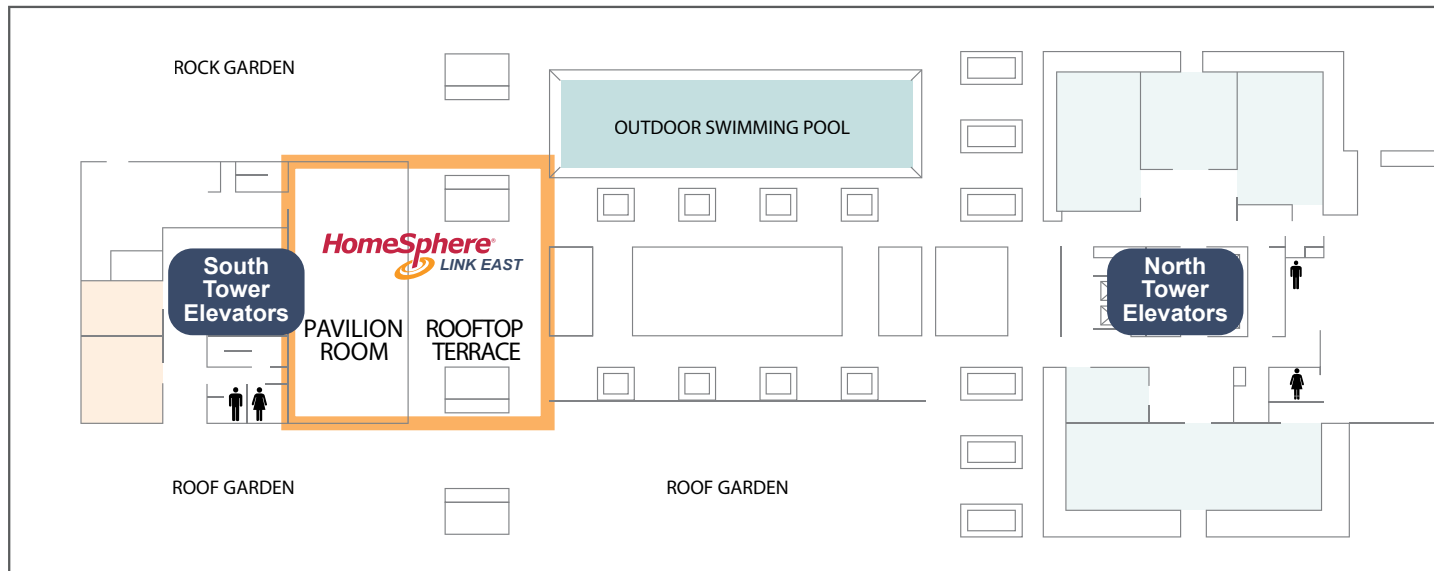 ROCK GARDEN
OUTDOOR SWIMMING POOL
HomeSphere®
LINK EAST
South
Tower
Elevators
North
Tower
Elevators
PAVILION
ROOM
ROOFTOP
TERRACE
ROOF GARDEN
ROOF GARDEN